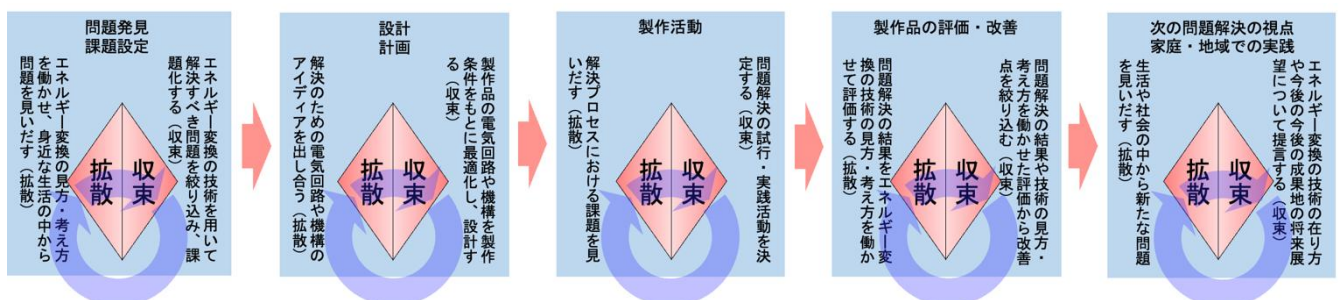 問題発見
課題設定
エネルギー変換の技術を用いて
解決すべき問題を絞り込み、課
題化する（収束）
エネルギー変換の見方・考え方
を働かせ、身近な生活の中から
問題を見いだす（拡散）
収束
拡散
設計
計画
製作品の電気回路や機構を製作
条件をもとに最適化し、設計す
る（収束）
解決のための電気回路や機構の
アイディアを出し合う（拡散）
収束
拡散
製作活動
問題解決の試行・実践活動を決
定する（収束）
解決プロセスにおける課題を見
いだす（拡散）
収束
拡散
製作品の評価・改善
問題解決の結果や技術の見方・
考え方を働かせた評価から改善
点を絞り込む（収束）
問題解決の結果をエネルギー変
換の技術の見方・考え方を働か
せて評価する（拡散）
収束
拡散
次の問題解決の視点
家庭・地域での実践
エネルギー変換の技術の在り方
や今後の今後の成果地の将来展
望について提言する（収束）
生活や社会の中から新たな問題
を見いだす（拡散）
収束
拡散